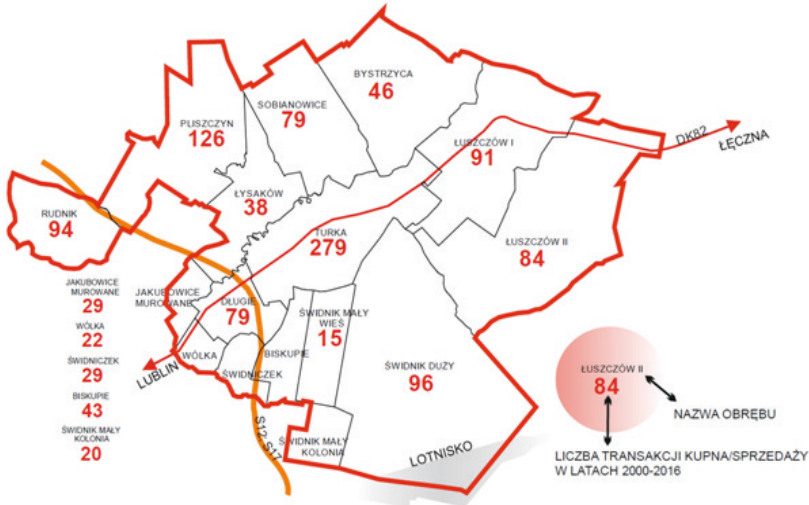 BYSTRZYCA
46
SOBIANOWICE
79
PLISZCZYN
126
ŁUSZCZÓW I
91
DK82
ŁĘCZNA
ŁYSAKÓW
38
RUDNIK
94
TURKA
279
ŁUSZCZÓW II
84
JAKUBOWICE
MUROWANE
29
WÓLKA
22
ŚWIDNICZEK
29
BISKUPIE
43
ŚWIDNIK MAŁY
KOLONIA
20
JAKUBOWICE
MUROWANE
DŁUGIE
79
ŚWIDNIK MAŁY
WIEŚ
15
WÓLKA
BISKUPIE
ŚWIDNICZEK
LUBLIN
ŚWIDNIK DUŻY
96
S12, S17
ŚWIDNIK MAŁY
KOLONIA
LOTNISKO
ŁUSZCZÓW II
84
NAZWA OBRĘBU
LICZBA TRANSAKCJI KUPNA/SPRZEDAŻY
W LATACH 2000-2016